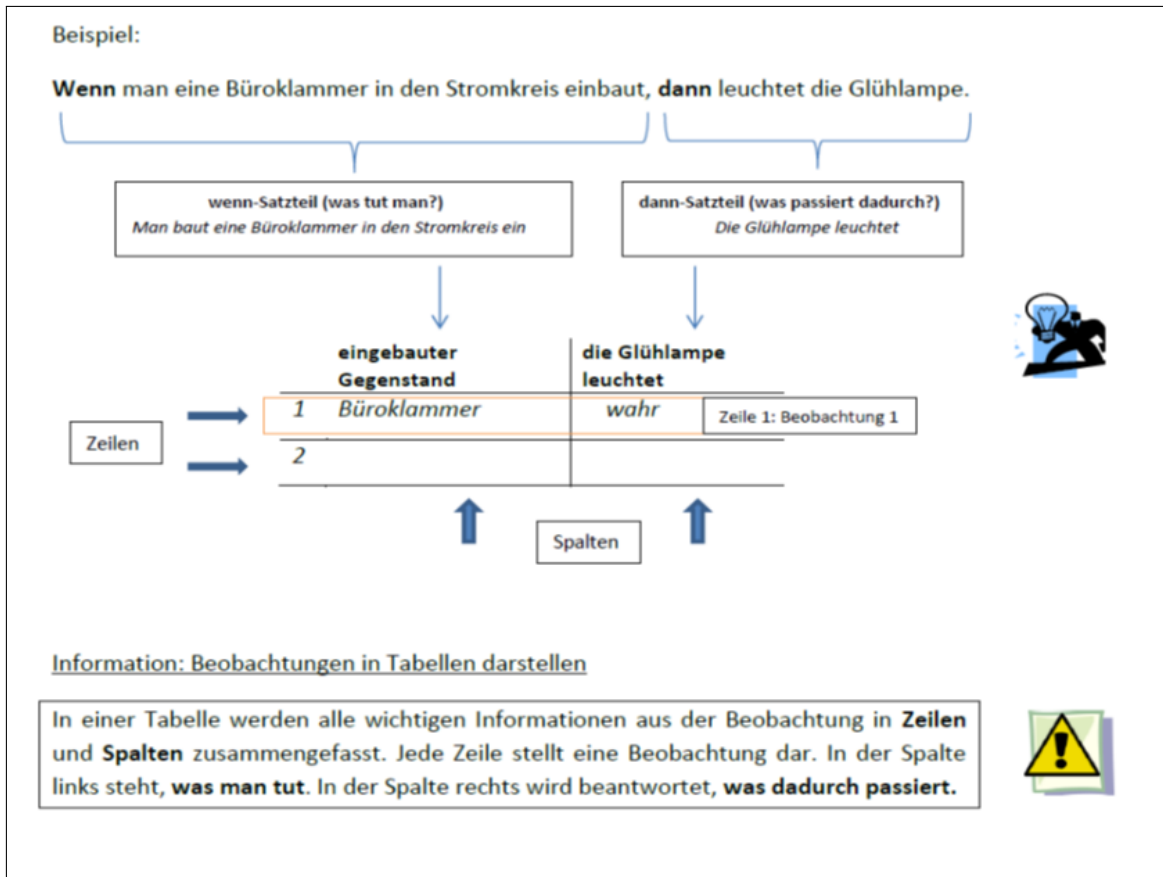 Beispiel:
Wenn man eine Büroklammer in den Stromkreis einbaut, dann leuchtet die Glühlampe.
wenn-Satzteil (was tut man?)
Man baut eine Büroklammer in den Stromkreis ein
dann-Satzteil (was passiert dadurch?)
Die Glühlampe leuchtet
eingebauter
Gegenstand
die Glühlampe
leuchtet
1 Büroklammer wahr
Zeile 1: Beobachtung 1
Zeilen
2
Spalten
Information: Beobachtungen in Tabellen darstellen
In einer Tabelle werden alle wichtigen Informationen aus der Beobachtung in Zeilen
und Spalten zusammengefasst. Jede Zeile stellt eine Beobachtung dar. In der Spalte
links steht, was man tut. In der Spalte rechts wird beantwortet, was dadurch passiert.